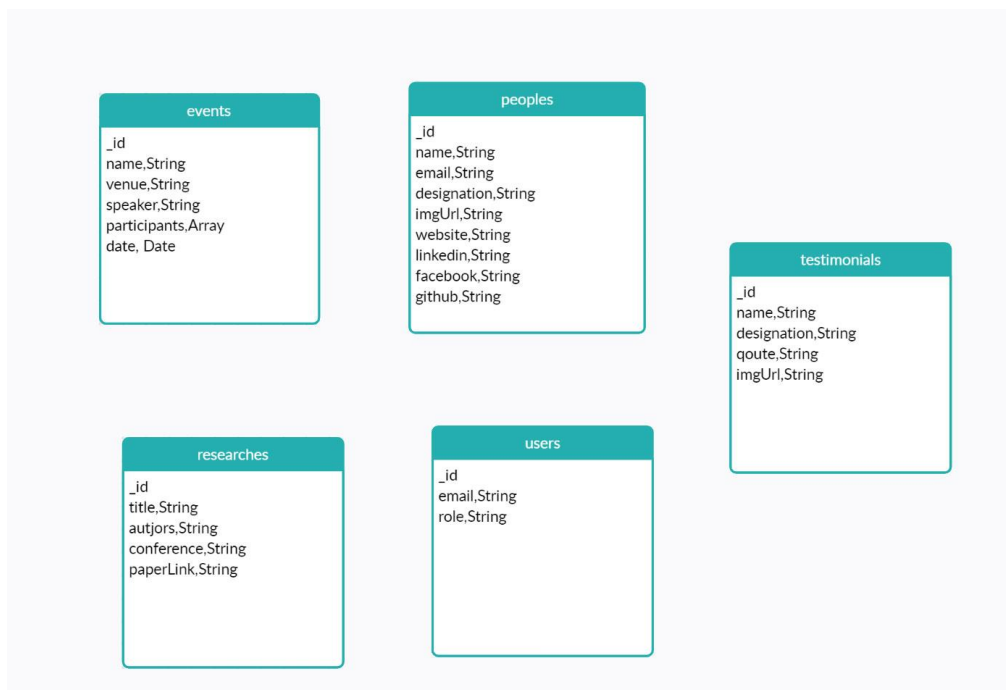 events
_id
name,String
venue,String
speaker,String
participants,Array
date, Date
peoples
_id
name,String
email,String
designation,String
imgUrl,String
website,String
linkedin,String
facebook,String
github,String
testimonials
_id
name,String
designation,String
qoute,String
imgUrl,String
researches
_id
title,String
autjors,String
conference,String
paperLink,String
users
_id
email,String
role,String